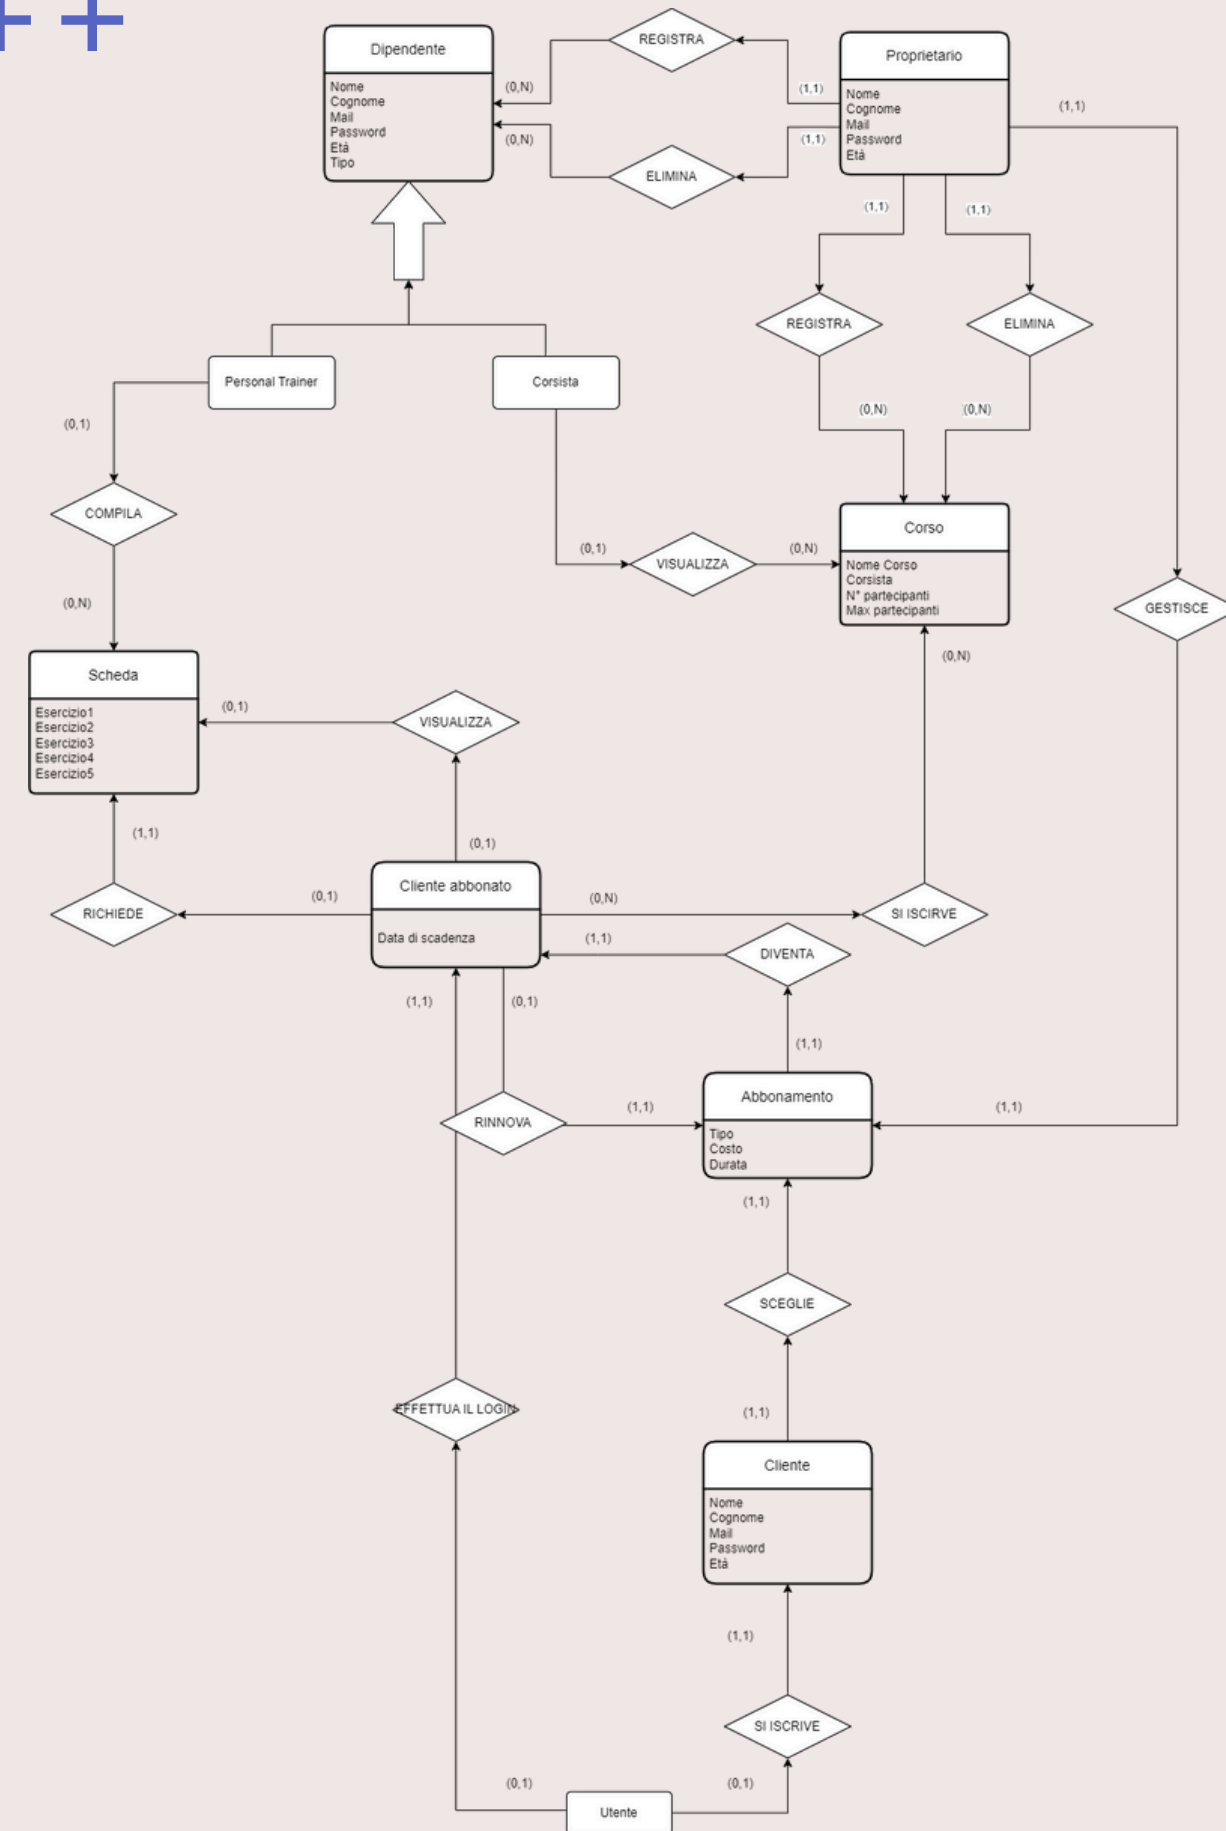 Dipendente
Nome
Cognome
Mail
Password
Età
Tipo
REGISTRA
(0,N)
(1,1)
ELIMINA
(0,N)
(1,1)
Proprietario
Nome
Cognome
Mail
Password
Età
(1,1)
(1,1)
(1,1)
REGISTRA
ELIMINA
(0,N)
(0,N)
Personal Trainer
Corsista
(0,1)
COMPILA
(0,N)
(0,1)
VISUALIZZA
(0,N)
Corso
Nome Corso
Corsista
N° partecipanti
Max partecipanti
GESTISCE
(0,N)
Scheda
Esercizio1
Esercizio2
Esercizio3
Esercizio4
Esercizio5
(0,1)
VISUALIZZA
(0,1)
(1,1)
RICHIEDE
(0,1)
Cliente abbonato
Data di scadenza
(0,N)
SI ISCIRVE
(1,1)
DIVENTA
(1,1)
(0,1)
(1,1)
RINNOVA
(1,1)
Abbonamento
Tipo
Costo
Durata
(1,1)
(1,1)
SCEGLIE
(1,1)
EFFETTUA IL LOGIN
Cliente
Nome
Cognome
Mail
Password
Età
(1,1)
SI ISCRIVE
(0,1)
(0,1)
Utente